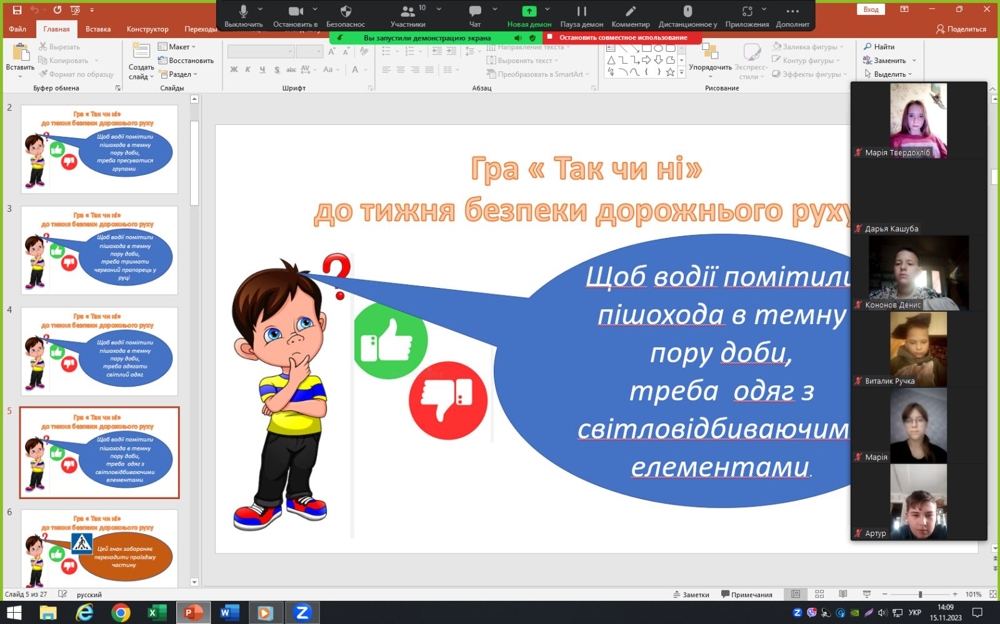 Выключить
Остановить в
Безопаснос
Участники
10
Чат
Новая демон
Пауза демон
Комментир
Дистанционное у
Приложения
Дополнит
Вход
Файл
Главная
Вставка
Конструктор
Переходы
Поделиться
Вы запустили демонстрацию экрана
Остановить совместное использование
Вставить
Вырезать
Копировать
Формат по образцу
Буфер обмена
Создать
слайд
Макет
Восстановить
Раздел
Слайды
Ж К Ч S abc AV Aa A
Шрифт
Направление текста
Выровнять текст
Преобразовать в SmartArt
Абзац
Упорядочить
Экспресс-
стили
Заливка фигуры
Контур фигуры
Эффекты фигуры
Рисование
Найти
Заменить
Выделить
2
Гра « Так чи ні»
до тижня безпеки дорожнього руху
Щоб водії помітили
пішохода в темну
пору доби,
треба пресуватися
групами
3
Гра « Так чи ні»
до тижня безпеки дорожнього руху
Щоб водії помітили
пішохода в темну
пору доби,
треба тримати
червоний прапорець у
руці
4
Гра « Так чи ні»
до тижня безпеки дорожнього руху
Щоб водії помітили
пішохода в темну
пору доби,
треба одягати
світлий одяг
5
Гра « Так чи ні»
до тижня безпеки дорожнього руху
Щоб водії помітили
пішохода в темну
пору доби,
треба одяг з
світловідбиваючими
елементами
6
Гра « Так чи ні»
до тижня безпеки дорожнього руху
Цей знак забороняє
переходити проїзджу
частину
Гра « Так чи ні»
до тижня безпеки дорожнього руху
Щоб водії помітили
пішохода в темну
пору доби,
треба одяг з
світловідбиваючим
елементами.
Марія Твердохліб
Дарья Кашуба
Кононов Денис
Виталик Ручка
Марія
Артур
Слайд 5 из 27
русский
Заметки
Примечания
101%
УКР
14:09
15.11.2023